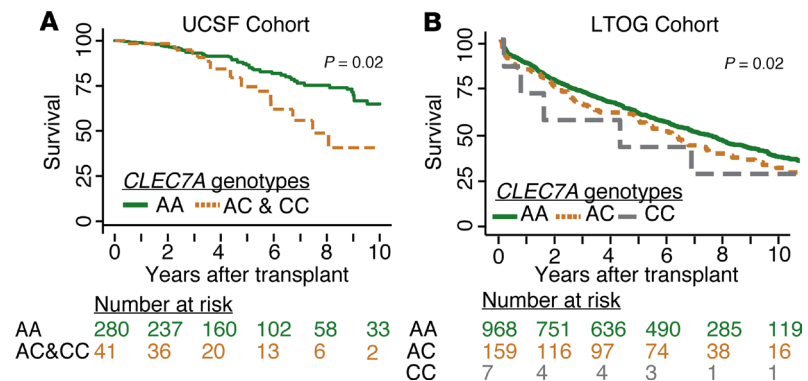 A
UCSF Cohort
100
75
50
25
0
Survival
P = 0.02
CLEC7A genotypes
AA
AC & CC
0 2 4 6 8 10
Years after transplant
Number at risk
AA 280 237 160 102 58 33
AC&CC 41 36 20 13 6 2
B
LTOG Cohort
100
75
50
25
0
Survival
P = 0.02
CLEC7A genotypes
AA AC CC
0 2 4 6 8 10
Years after transplant
Number at risk
AA 968 751 636 490 285 119
AC 159 116 97 74 38 16
CC 7 4 4 3 1 1